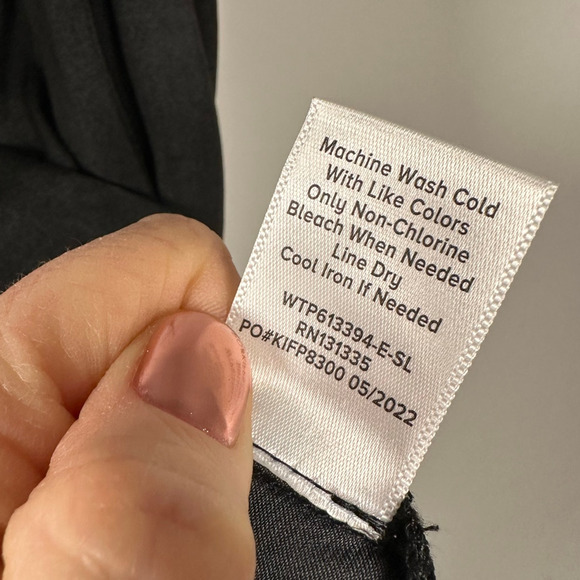 Machine Wash Cold
With Like Colors
Only Non-Chlorine
Bleach When Needed
Line Dry
Cool Iron If Needed
WTP613394-E-SL
RN131335
PO#KIFP8300 05/2022